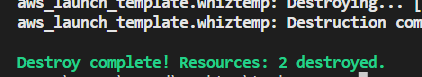 aws_launch_template.whiztemp: Destroying... [
aws_launch_template.whiztemp: Destruction com
Destroy complete! Resources: 2 destroyed.